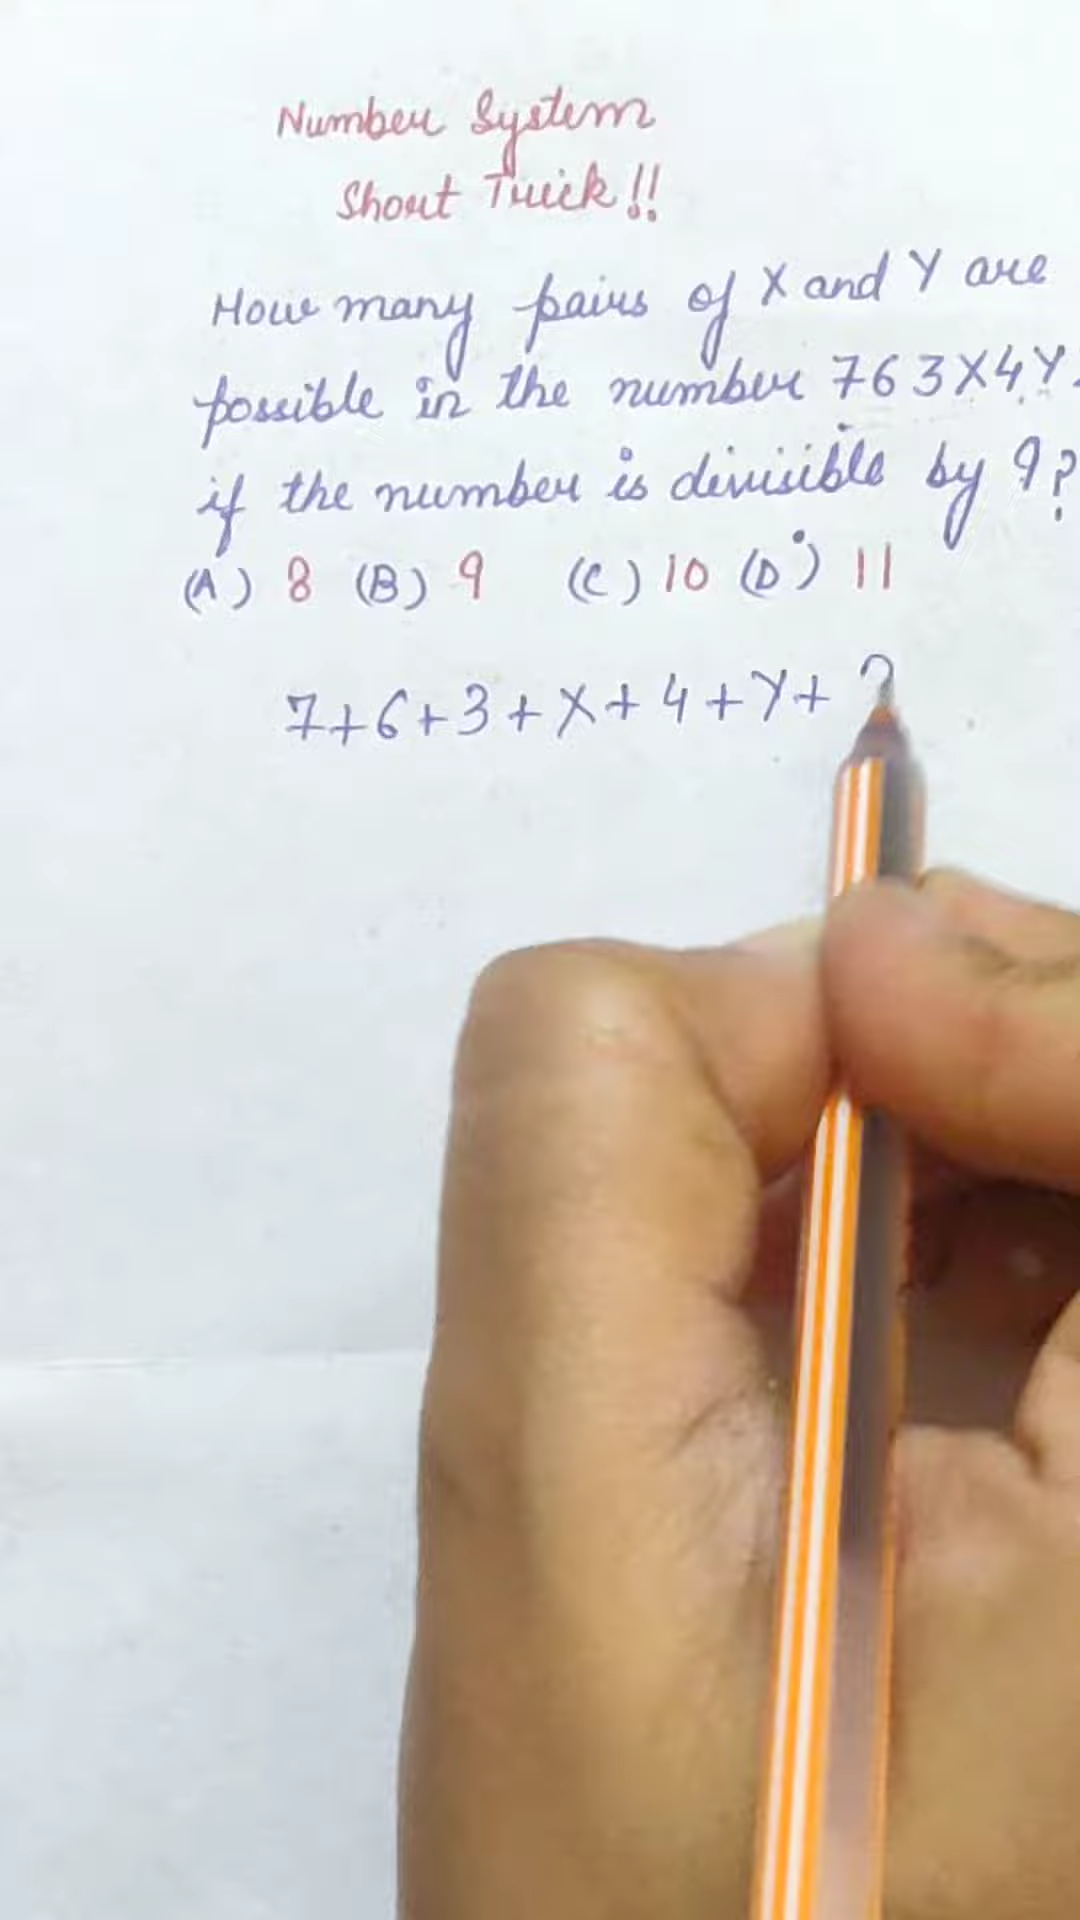 Number System
Short Trick!!
How many pairs of X and Y are
possible in the number 763X4Y
if the number is divisible by 9?
(A) 8 (B) 9 (C) 10 (D) 11
7+6+3+X+4+Y+